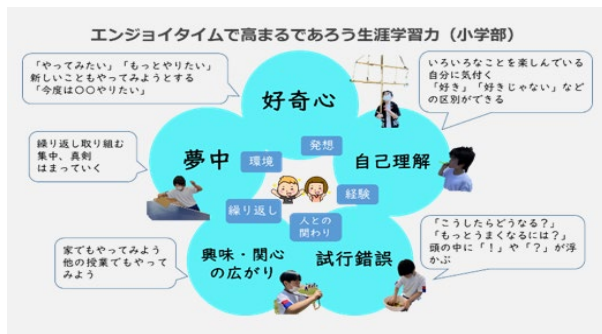 エンジョイタイムで高まるであろう生涯学習力（小学部）
「やってみたい」「もっとやりたい」
新しいこともやってみようとする
「今度は〇〇やりたい」
いろいろなことを楽しんでいる
自分に気付く
「好き」「好きじゃない」など
の区別ができる
好奇心
発想
環境
夢中
自己理解
繰り返し取り組む
集中、真剣
はまっていく
経験
繰り返し
人との
関わり
興味・関心
の広がり
試行錯誤
家でもやってみよう
他の授業でもやって
みよう
「こうしたらどうなる？」
「もっとうまくなるには？」
頭の中に「！」や「？」が浮
かぶ